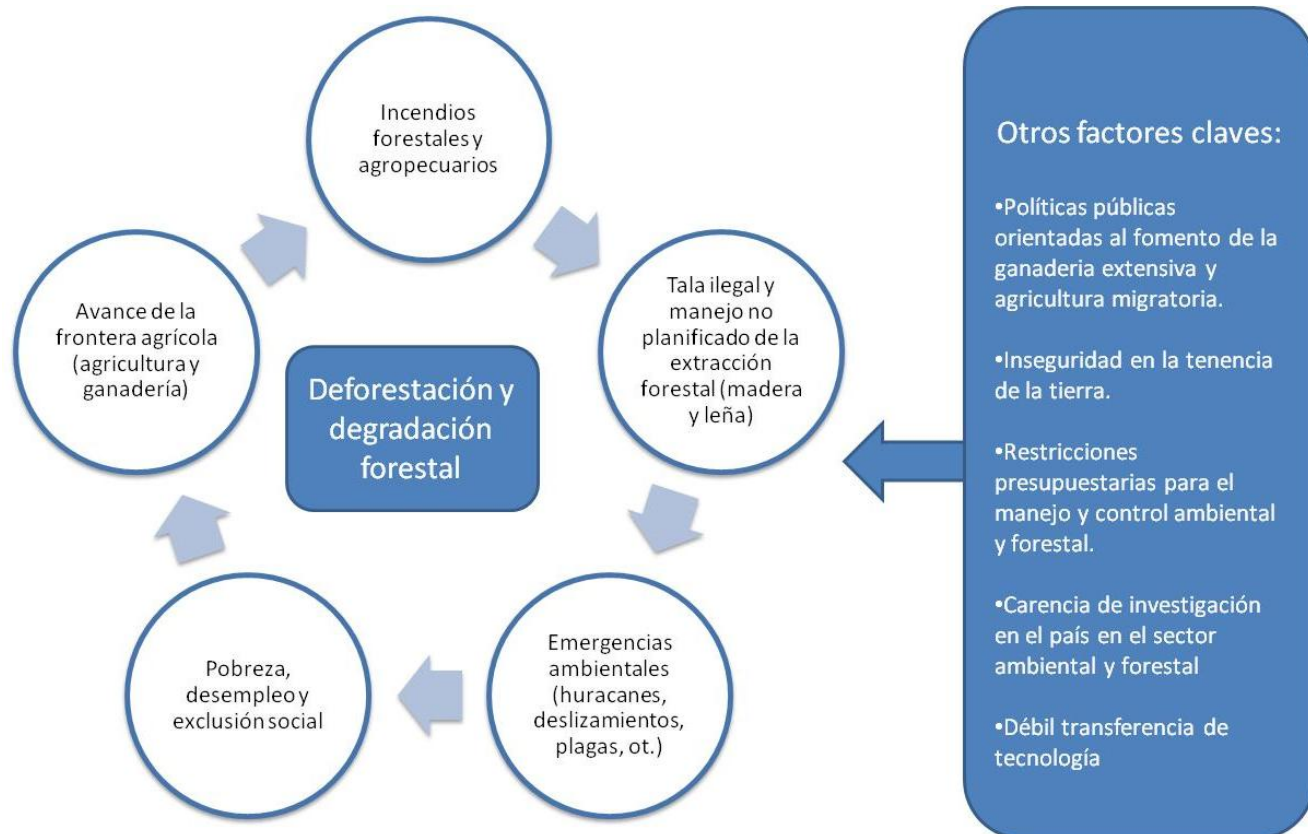 Incendios
forestales y
agropecuarios
Tala ilegal y
manejo no
planificado de la
extracción
forestal (madera
y leña)
Emergencias
ambientales
(huracanes,
deslizamientos,
plagas, ot.)
Pobreza,
desempleo y
exclusión social
Avance de la
frontera agrícola
(agricultura y
ganadería)
Deforestación y
degradación
forestal
Otros factores claves:
•Políticas públicas
orientadas al fomento de la
ganaderia extensiva y
agricultura migratoria.
•Inseguridad en la tenencia
de la tierra.
•Restricciones
presupuestarias para el
manejo y control ambiental
y forestal.
•Carencia de investigación
en el país en el sector
ambiental y forestal
•Débil transferencia de
tecnología